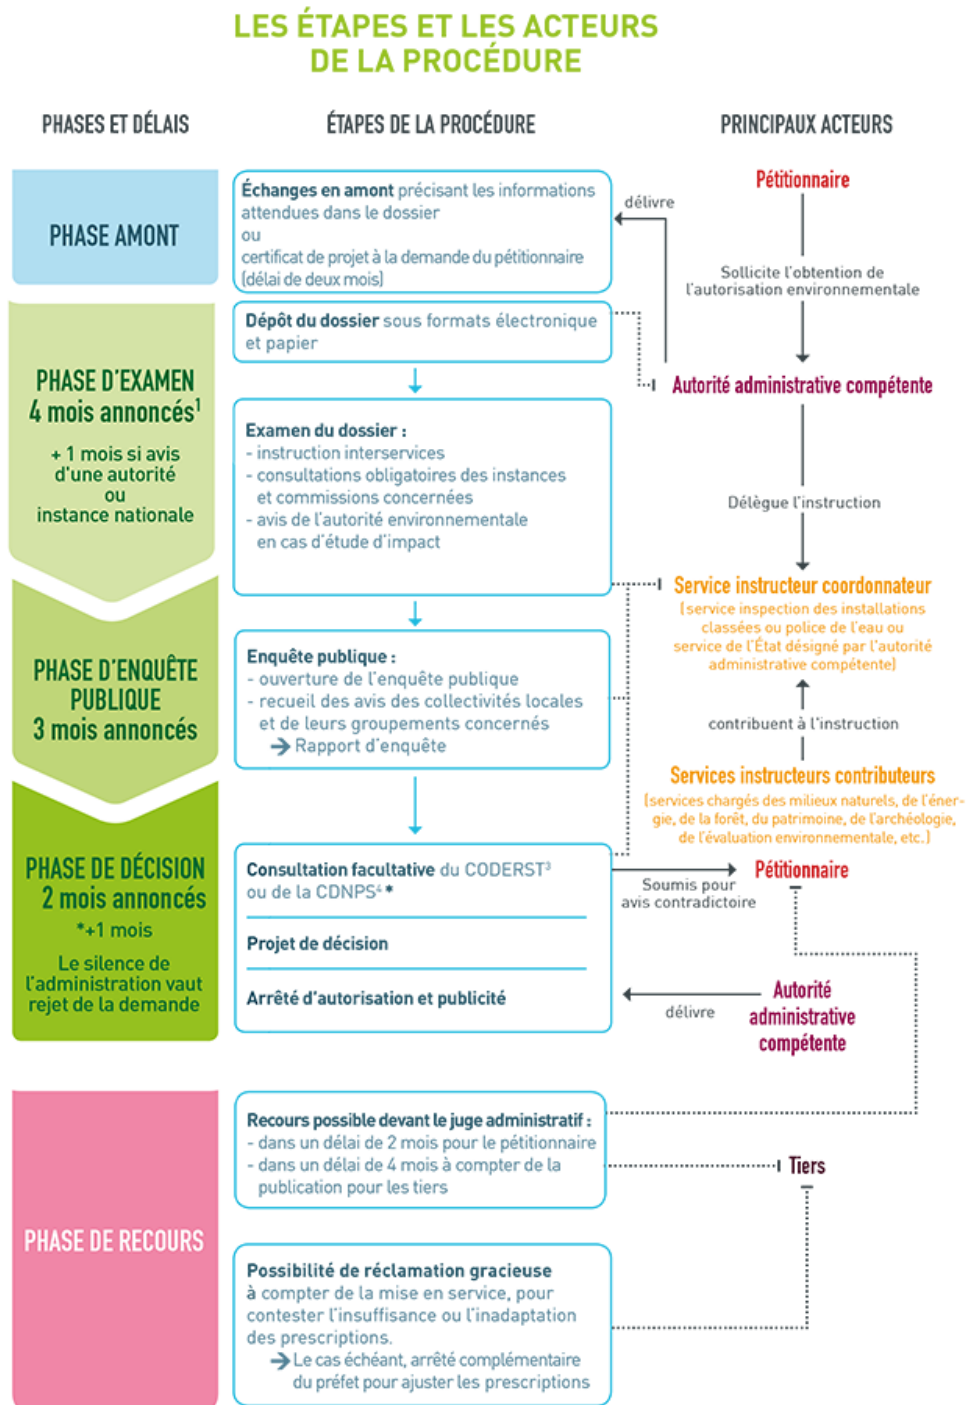 LES ÉTAPES ET LES ACTEURS
DE LA PROCÉDURE
PHASES ET DÉLAIS
ÉTAPES DE LA PROCÉDURE
PRINCIPAUX ACTEURS
PHASE AMONT
Échanges en amont précisant les informations
attendues dans le dossier
ou
certificat de projet à la demande du pétitionnaire
(délai de deux mois)
délivre
Pétitionnaire
Sollicite l'obtention de
l'autorisation environnementale
Autorité administrative compétente
PHASE D'EXAMEN
4 mois annoncés¹
+ 1 mois si avis
d'une autorité
ou
instance nationale
Dépôt du dossier sous formats électronique
et papier
Examen du dossier :
- instruction interservices
- consultations obligatoires des instances
et commissions concernées
- avis de l'autorité environnementale
en cas d'étude d'impact
Délègue l'instruction
Service instructeur coordonnateur
(service inspection des installations
classées ou police de l'eau ou
service de l'État désigné par l'autorité
administrative compétente)
PHASE D'ENQUÊTE
PUBLIQUE
3 mois annoncés
Enquête publique :
- ouverture de l'enquête publique
- recueil des avis des collectivités locales
et de leurs groupements concernés
→ Rapport d'enquête
contribuent à l'instruction
Services instructeurs contributeurs
(services chargés des milieux naturels, de l'éner-
gie, de la forêt, du patrimoine, de l'archéologie,
de l'évaluation environnementale, etc.)
PHASE DE DÉCISION
2 mois annoncés
*+1 mois
Le silence de
l'administration vaut
rejet de la demande
Consultation facultative du CODERST³
ou de la CDNPS⁴ *
Projet de décision
Arrêté d'autorisation et publicité
Soumis pour
avis contradictoire
Pétitionnaire
délivre
Autorité
administrative
compétente
PHASE DE RECOURS
Recours possible devant le juge administratif :
- dans un délai de 2 mois pour le pétitionnaire
- dans un délai de 4 mois à compter de la
publication pour les tiers
Tiers
Possibilité de réclamation gracieuse
à compter de la mise en service, pour
contester l'insuffisance ou l'inadaptation
des prescriptions.
→ Le cas échéant, arrêté complémentaire
du préfet pour ajuster les prescriptions